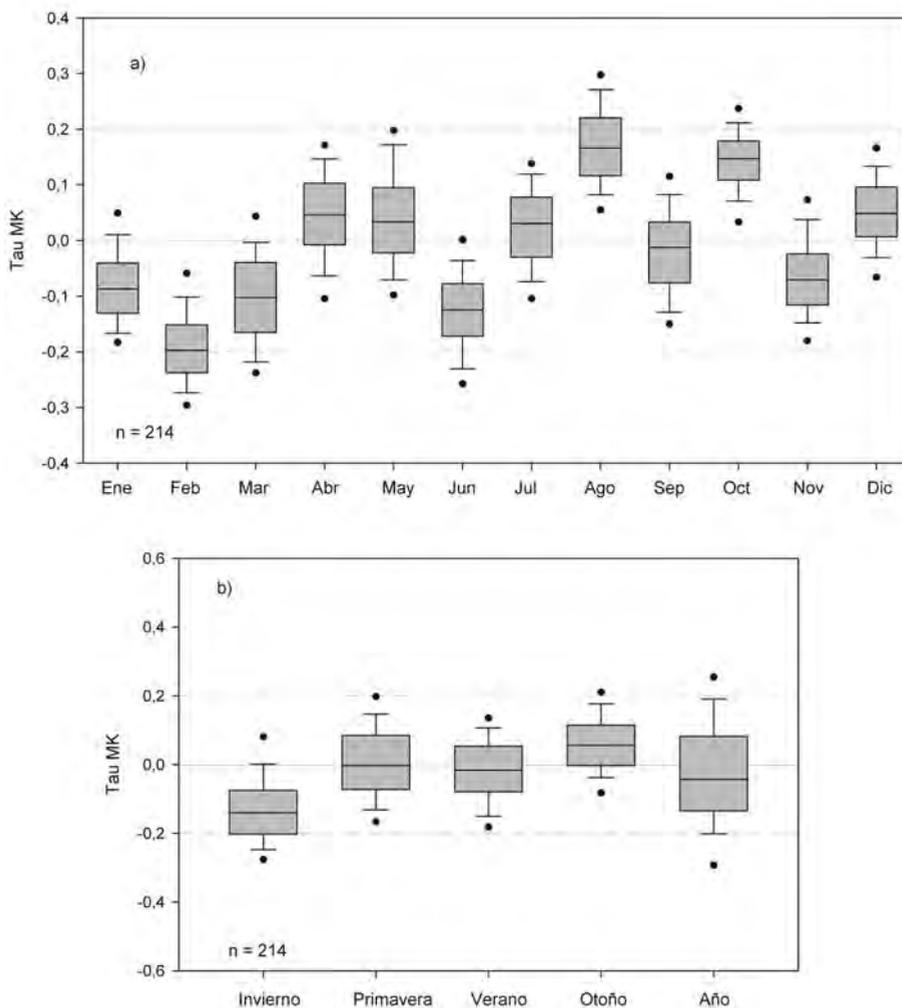 0,4
a)
0,3
0,2
0,1
0,0
-0,1
-0,2
-0,3
-0,4
Tau MK
n = 214
Ene Feb Mar Abr May Jun Jul Ago Sep Oct Nov Dic
0,6
b)
0,4
0,2
0,0
-0,2
-0,4
-0,6
Tau MK
n = 214
Invierno Primavera Verano Otoño Año